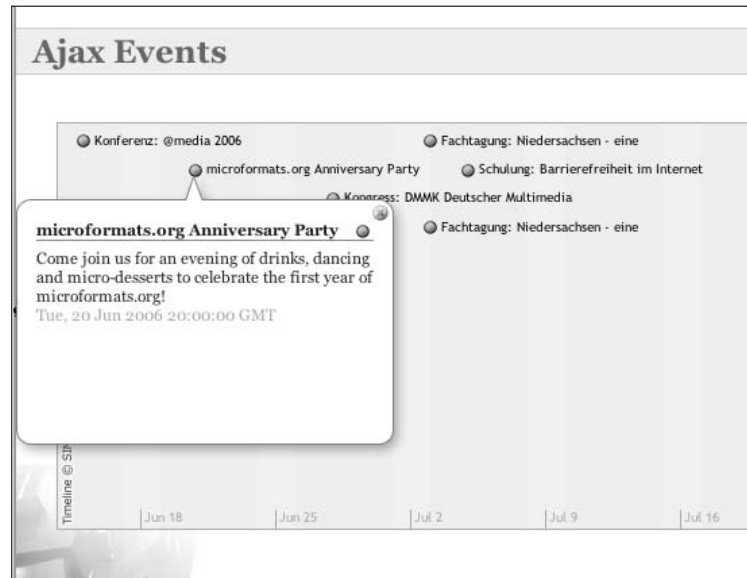 Ajax Events
Konferenz: @media 2006
Fachtagung: Niedersachsen - eine
microformats.org Anniversary Party
Schulung: Barrierefreiheit im Internet
Kongress: DMMK Deutscher Multimedia
Fachtagung: Niedersachsen - eine
microformats.org Anniversary Party
Come join us for an evening of drinks, dancing
and micro-desserts to celebrate the first year of
microformats.org!
Tue, 20 Jun 2006 20:00:00 GMT
Timeline ©
Jun 18
Jun 25
Jul 2
Jul 9
Jul 16